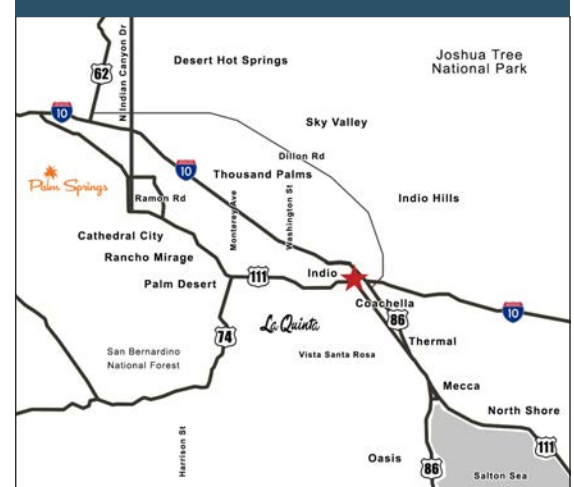 Desert Hot Springs
Joshua Tree
National Park
62
N Indian Canyon Dr
10
Sky Valley
Dillon Rd
10
Thousand Palms
Palm Springs
Ramon Rd
Indio Hills
Monterey Ave
Washington St
Cathedral City
Rancho Mirage
Palm Desert
111
Indio
Coachella
10
La Quinta
86
74
Thermal
San Bernardino
National Forest
Vista Santa Rosa
Mecca
North Shore
Harrison St
111
Oasis
86
Salton Sea